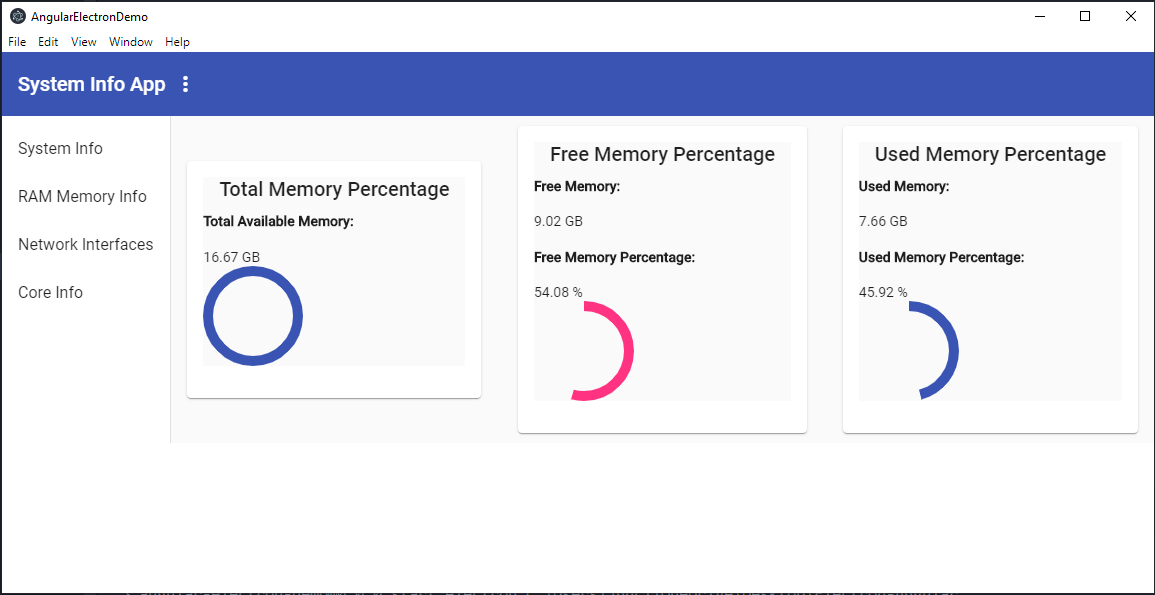 AngularElectronDemo
File Edit View Window Help
System Info App
System Info
RAM Memory Info
Network Interfaces
Core Info
Total Memory Percentage
Total Available Memory:
16.67 GB
Free Memory Percentage
Free Memory:
9.02 GB
Free Memory Percentage:
54.08 %
Used Memory Percentage
Used Memory:
7.66 GB
Used Memory Percentage:
45.92 %